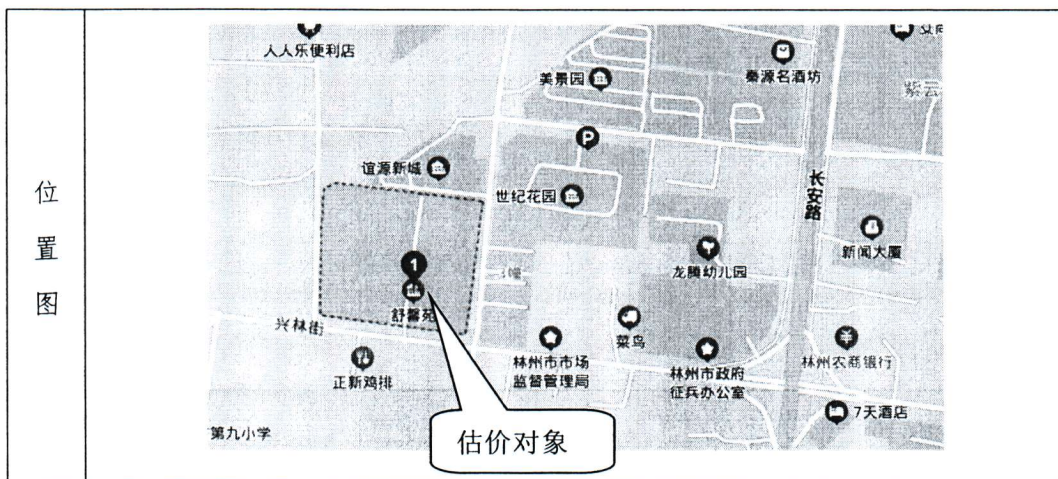 位
置
图
人人乐便利店
美景园
秦源名酒坊
紫云
P
谊源新城
世纪花园
长安路
新闻大厦
龙腾幼儿园
1
舒馨苑
兴林街
正新鸡排
菜鸟
林州市市场
监督管理局
林州市政府
征兵办公室
林州农商银行
7天酒店
第九小学
估价对象